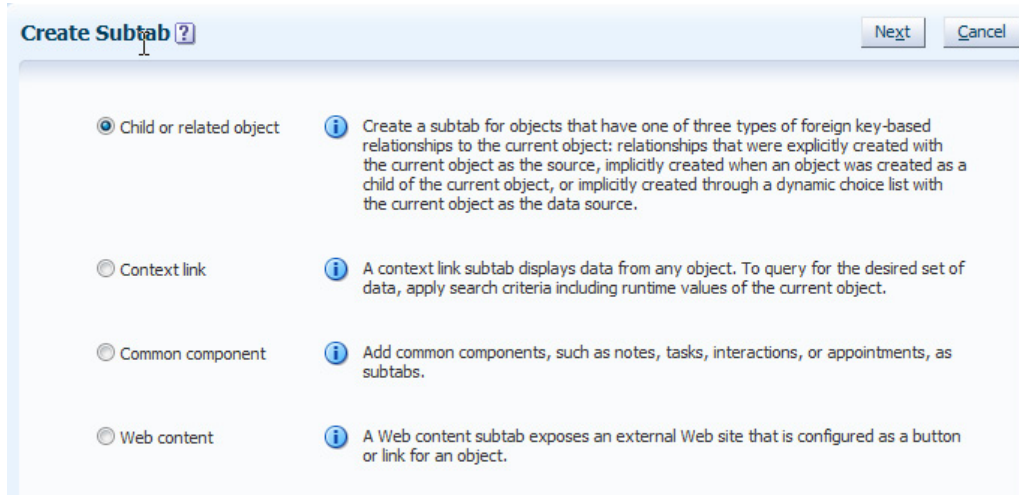 Create Subtab ?
Next
Cancel
Child or related object
Create a subtab for objects that have one of three types of foreign key-based
relationships to the current object: relationships that were explicitly created with
the current object as the source, implicitly created when an object was created as a
child of the current object, or implicitly created through a dynamic choice list with
the current object as the data source.
Context link
A context link subtab displays data from any object. To query for the desired set of
data, apply search criteria including runtime values of the current object.
Common component
Add common components, such as notes, tasks, interactions, or appointments, as
subtabs.
Web content
A Web content subtab exposes an external Web site that is configured as a button
or link for an object.